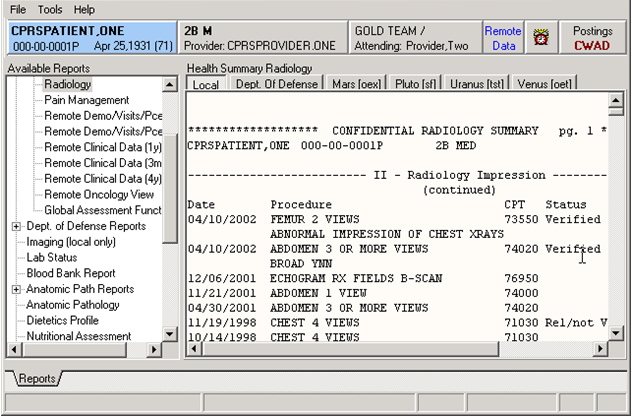 File Tools Help
CPRSPATIENT,ONE 2B M GOLD TEAM / Remote Postings
000-00-0001P Apr 25,1931 (71) Provider: CPRSPROVIDER.ONE Attending: Provider,Two Data CWAD
Available Reports
Radiology
Pain Management
Remote Demo/Visits/Pce
Remote Demo/Visits/Pce
Remote Clinical Data (1y)
Remote Clinical Data (3m
Remote Clinical Data (4y)
Remote Oncology View
Global Assessment Funct
Dept. of Defense Reports
Imaging (local only)
Lab Status
Blood Bank Report
Anatomic Path Reports
Anatomic Pathology
Dietetics Profile
Nutritional Assessment
Health Summary Radiology
Local Dept. Of Defense Mars [oex] Pluto [sf] Uranus [tst] Venus [oet]
******************* CONFIDENTIAL RADIOLOGY SUMMARY pg. 1 *
CPRSPATIENT,ONE 000-00-0001P 2B MED
------------------------- II - Radiology Impression --------
(continued)
Date Procedure CPT Status
04/10/2002 FEMUR 2 VIEWS 73550 Verified
ABNORMAL IMPRESSION OF CHEST XRAYS
04/10/2002 ABDOMEN 3 OR MORE VIEWS 74020 Verified
BROAD YNN
12/06/2001 ECHOGRAM RX FIELDS B-SCAN 76950
11/21/2001 ABDOMEN 1 VIEW 74000
04/30/2001 ABDOMEN 3 OR MORE VIEWS 74020
11/19/1998 CHEST 4 VIEWS 71030 Rel/not V
10/14/1998 CHEST 4 VIEWS 71030
Reports